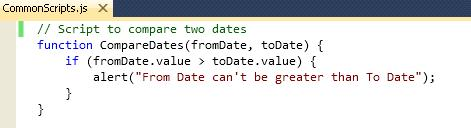 CommonScripts.js
// Script to compare two dates
function CompareDates(fromDate, toDate) {
    if (fromDate.value > toDate.value) {
        alert("From Date can't be greater than To Date");
    }
}